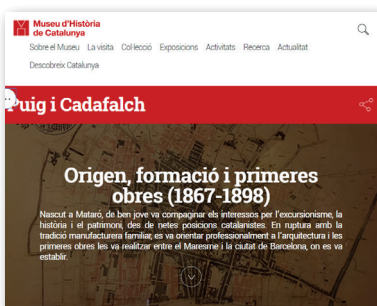 Museu d'Història
de Catalunya
Sobre el Museu La visita Col·lecció Exposicions Activitats Recerca Actualitat
Descobreix Catalunya
Puig i Cadafalch
Origen, formació i primeres
obres (1867-1898)
Nascut a Mataró, de ben jove va compaginar els interessos per l'excursionisme, la
història i el patrimoni, des de netes posicions catalanistes. En ruptura amb la
tradició manufacturera familiar, es va orientar professionalment a l'arquitectura i les
primeres obres les va realitzar entre el Maresme i la ciutat de Barcelona, on es va
establir.